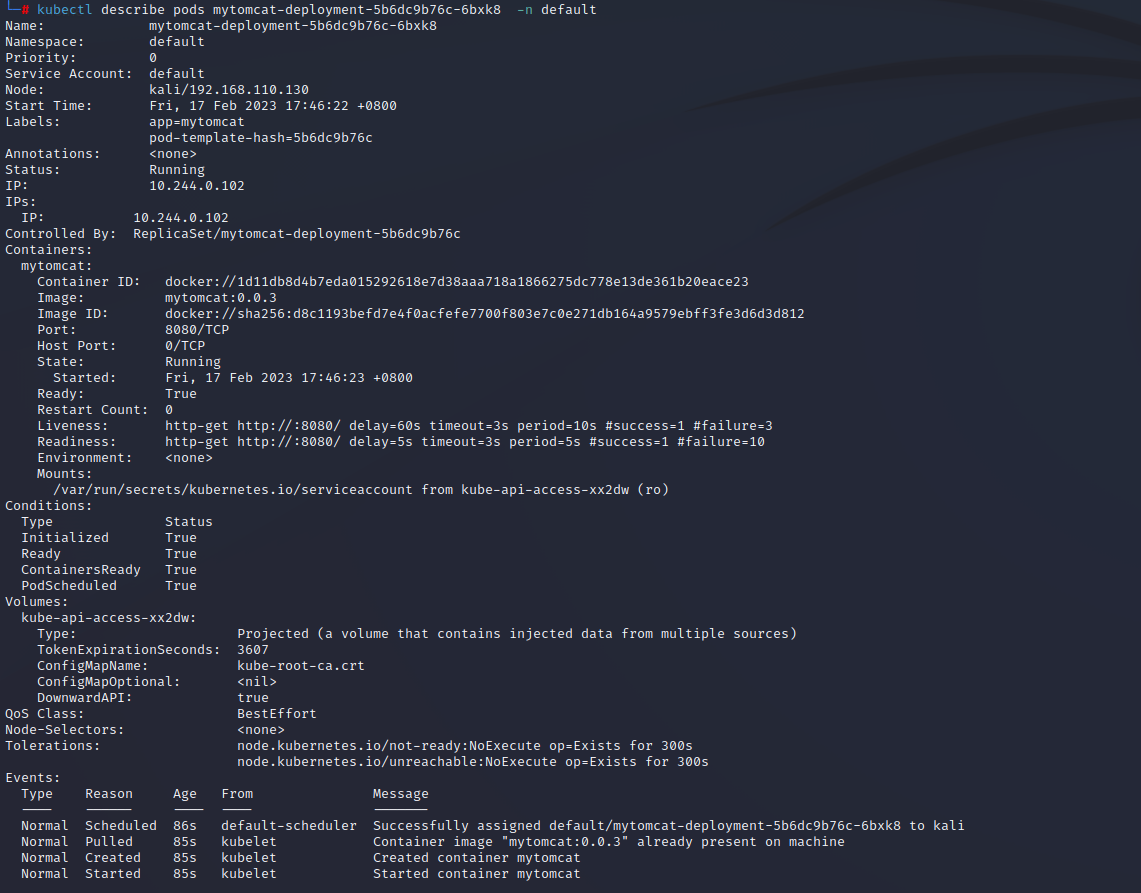 └─# kubectl describe pods mytomcat-deployment-5b6dc9b76c-6bxk8  -n default
Name:             mytomcat-deployment-5b6dc9b76c-6bxk8
Namespace:        default
Priority:         0
Service Account:  default
Node:             kali/192.168.110.130
Start Time:       Fri, 17 Feb 2023 17:46:22 +0800
Labels:           app=mytomcat
                  pod-template-hash=5b6dc9b76c
Annotations:      <none>
Status:           Running
IP:               10.244.0.102
IPs:
  IP:           10.244.0.102
Controlled By:  ReplicaSet/mytomcat-deployment-5b6dc9b76c
Containers:
  mytomcat:
    Container ID:   docker://1d11db8d4b7eda015292618e7d38aaa718a1866275dc778e13de361b20eace23
    Image:          mytomcat:0.0.3
    Image ID:       docker://sha256:d8c1193befd7e4f0acfefe7700f803e7c0e271db164a9579ebff3fe3d6d3d812
    Port:           8080/TCP
    Host Port:      0/TCP
    State:          Running
      Started:      Fri, 17 Feb 2023 17:46:23 +0800
    Ready:          True
    Restart Count:  0
    Liveness:       http-get http://:8080/ delay=60s timeout=3s period=10s #success=1 #failure=3
    Readiness:      http-get http://:8080/ delay=5s timeout=3s period=5s #success=1 #failure=10
    Environment:    <none>
    Mounts:
      /var/run/secrets/kubernetes.io/serviceaccount from kube-api-access-xx2dw (ro)
Conditions:
  Type              Status
  Initialized       True
  Ready             True
  ContainersReady   True
  PodScheduled      True
Volumes:
  kube-api-access-xx2dw:
    Type:                    Projected (a volume that contains injected data from multiple sources)
    TokenExpirationSeconds:  3607
    ConfigMapName:           kube-root-ca.crt
    ConfigMapOptional:       <nil>
    DownwardAPI:             true
QoS Class:                   BestEffort
Node-Selectors:              <none>
Tolerations:                 node.kubernetes.io/not-ready:NoExecute op=Exists for 300s
                             node.kubernetes.io/unreachable:NoExecute op=Exists for 300s
Events:
  Type    Reason     Age   From               Message
  ----    ------     ----  ----               -------
  Normal  Scheduled  86s   default-scheduler  Successfully assigned default/mytomcat-deployment-5b6dc9b76c-6bxk8 to kali
  Normal  Pulled     85s   kubelet            Container image "mytomcat:0.0.3" already present on machine
  Normal  Created    85s   kubelet            Created container mytomcat
  Normal  Started    85s   kubelet            Started container mytomcat